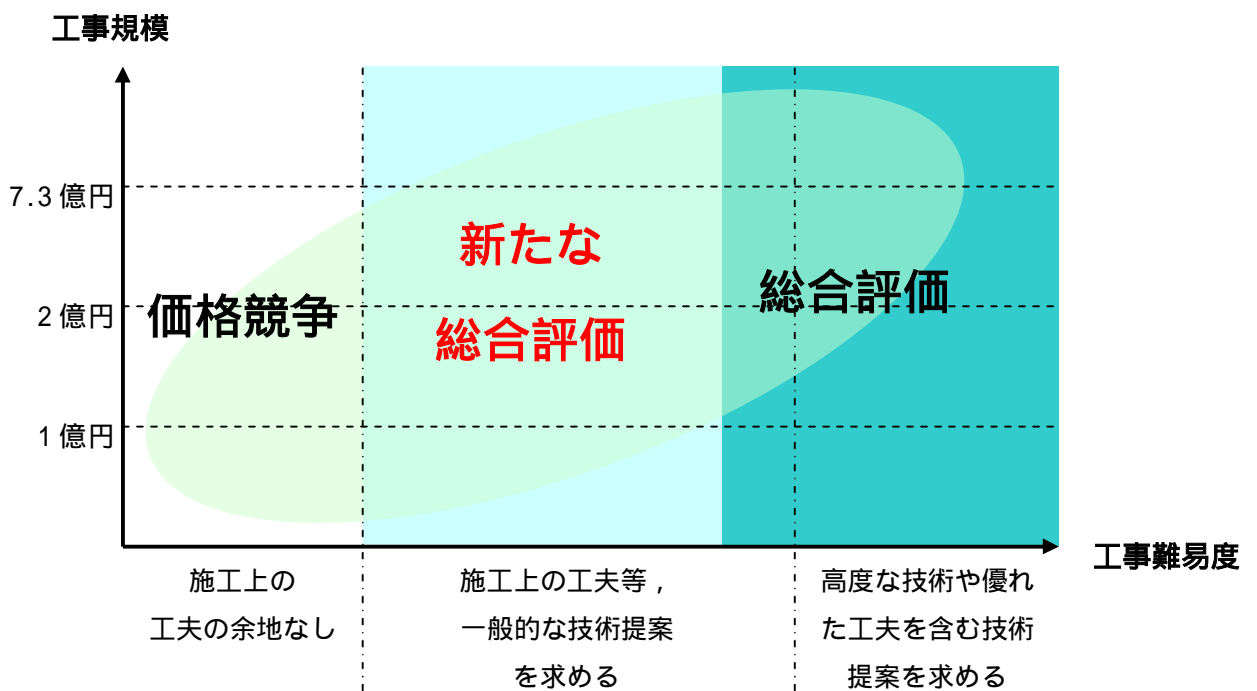 工事規模
7.3億円
2億円
1億円
価格競争
新たな
総合評価
総合評価
工事難易度
施工上の
工夫の余地なし
施工上の工夫等，
一般的な技術提案
を求める
高度な技術や優れ
た工夫を含む技術
提案を求める